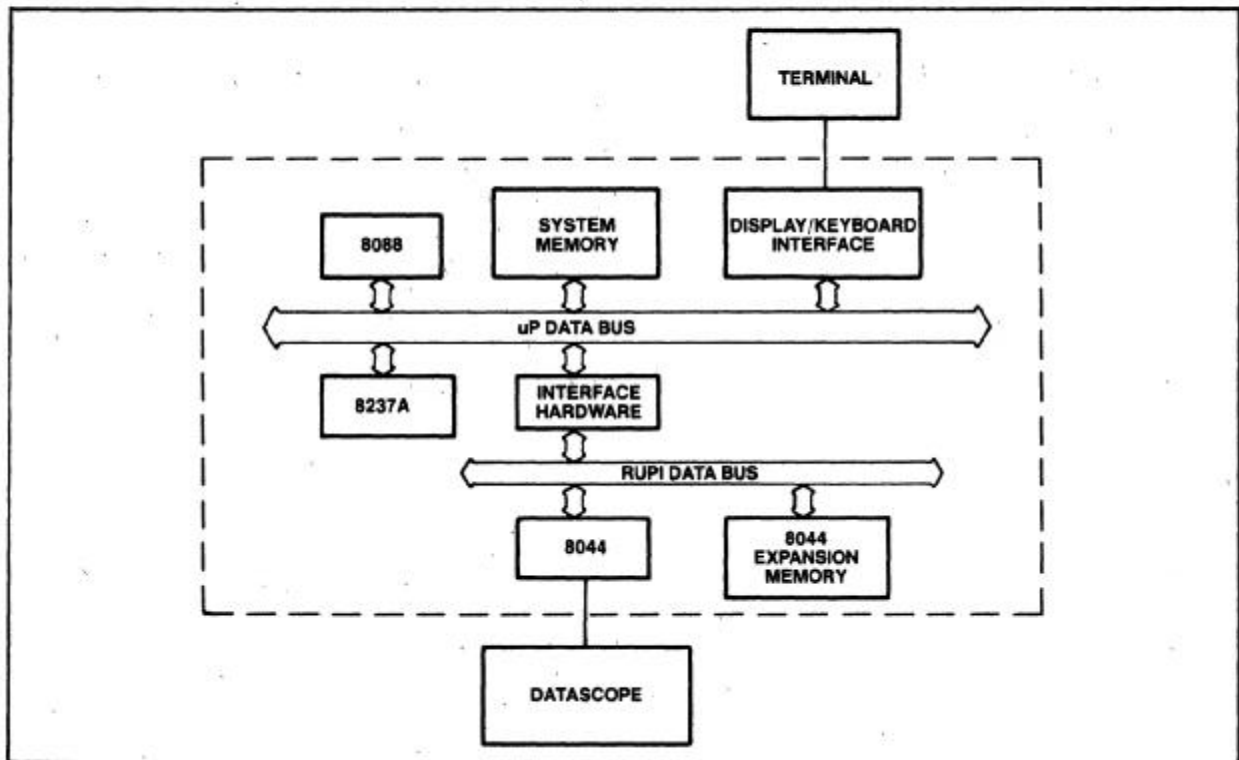 TERMINAL
8088
SYSTEM
MEMORY
DISPLAY/KEYBOARD
INTERFACE
uP DATA BUS
8237A
INTERFACE
HARDWARE
RUPI DATA BUS
8044
8044
EXPANSION
MEMORY
DATASCOPE